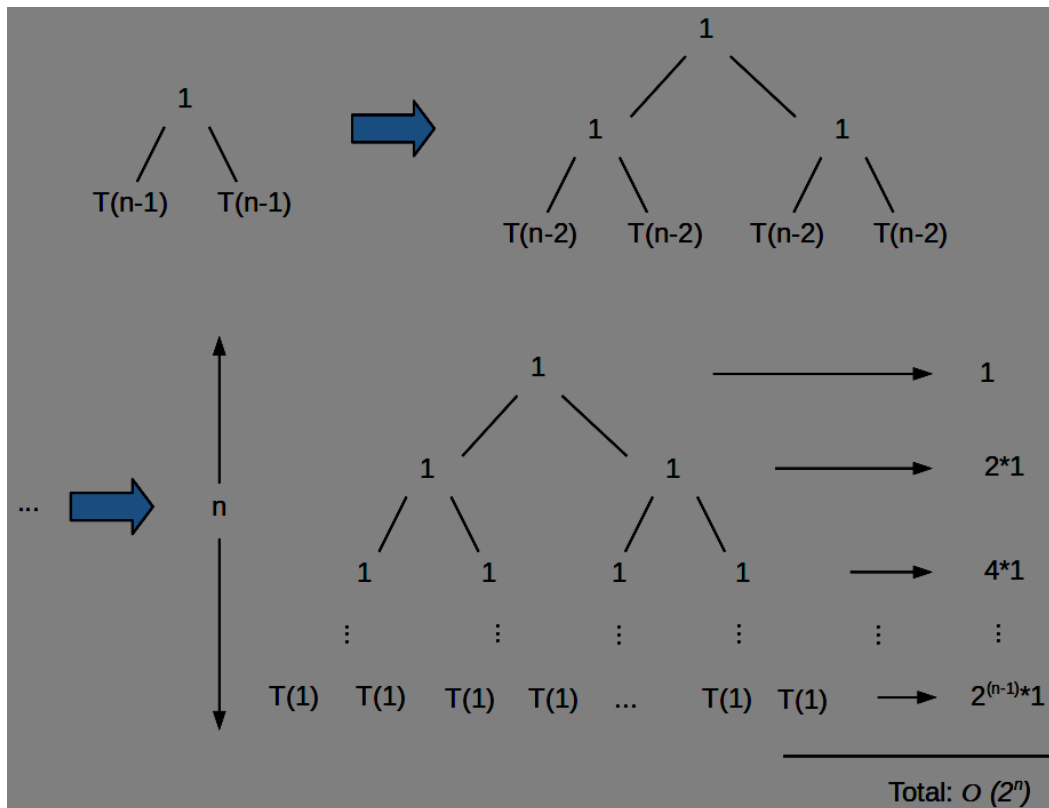 1
1
T(n-1) T(n-1)
1 1
T(n-2) T(n-2) T(n-2) T(n-2)
1 1
1 1 2*1
... n
1 1 1 1 4*1
⋮ ⋮ ⋮ ⋮ ⋮ ⋮
T(1) T(1) T(1) T(1) ... T(1) T(1) 2^(n-1)*1
Total: O (2^n)